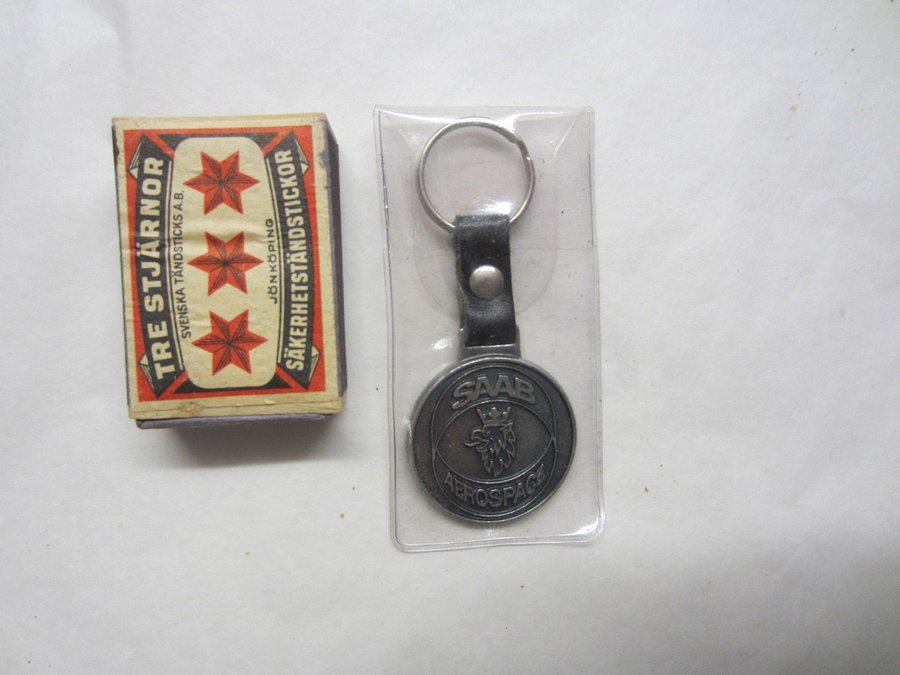 TRE STJÄRNOR
SVENSKA TÄNDSTICKS A.B.
JÖNKÖPING
SÄKERHETSTÄNDSTICKOR
SAAB
AEROSPACE